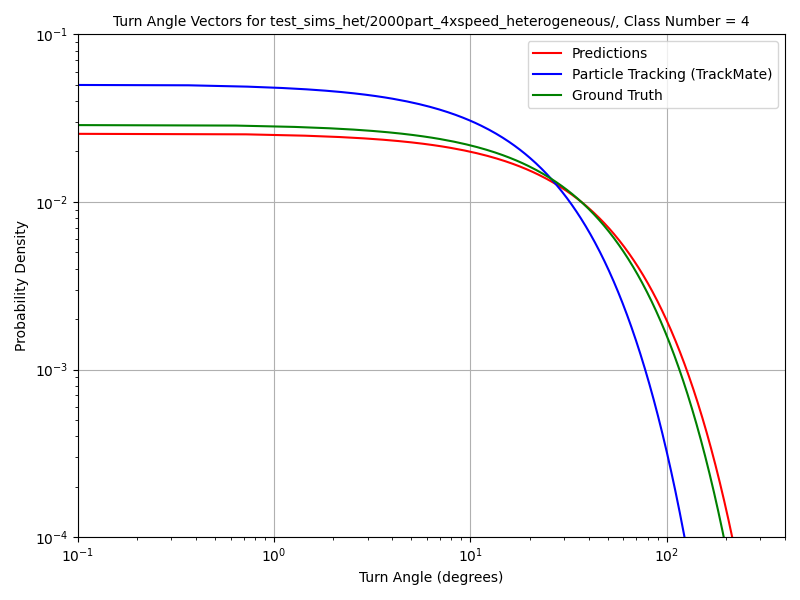 Turn Angle Vectors for test_sims_het/2000part_4xspeed_heterogeneous/, Class Number = 4
Predictions
Particle Tracking (TrackMate)
Ground Truth
Probability Density
10⁻¹
10⁻²
10⁻³
10⁻⁴
10⁻¹ 10⁰ 10¹ 10²
Turn Angle (degrees)